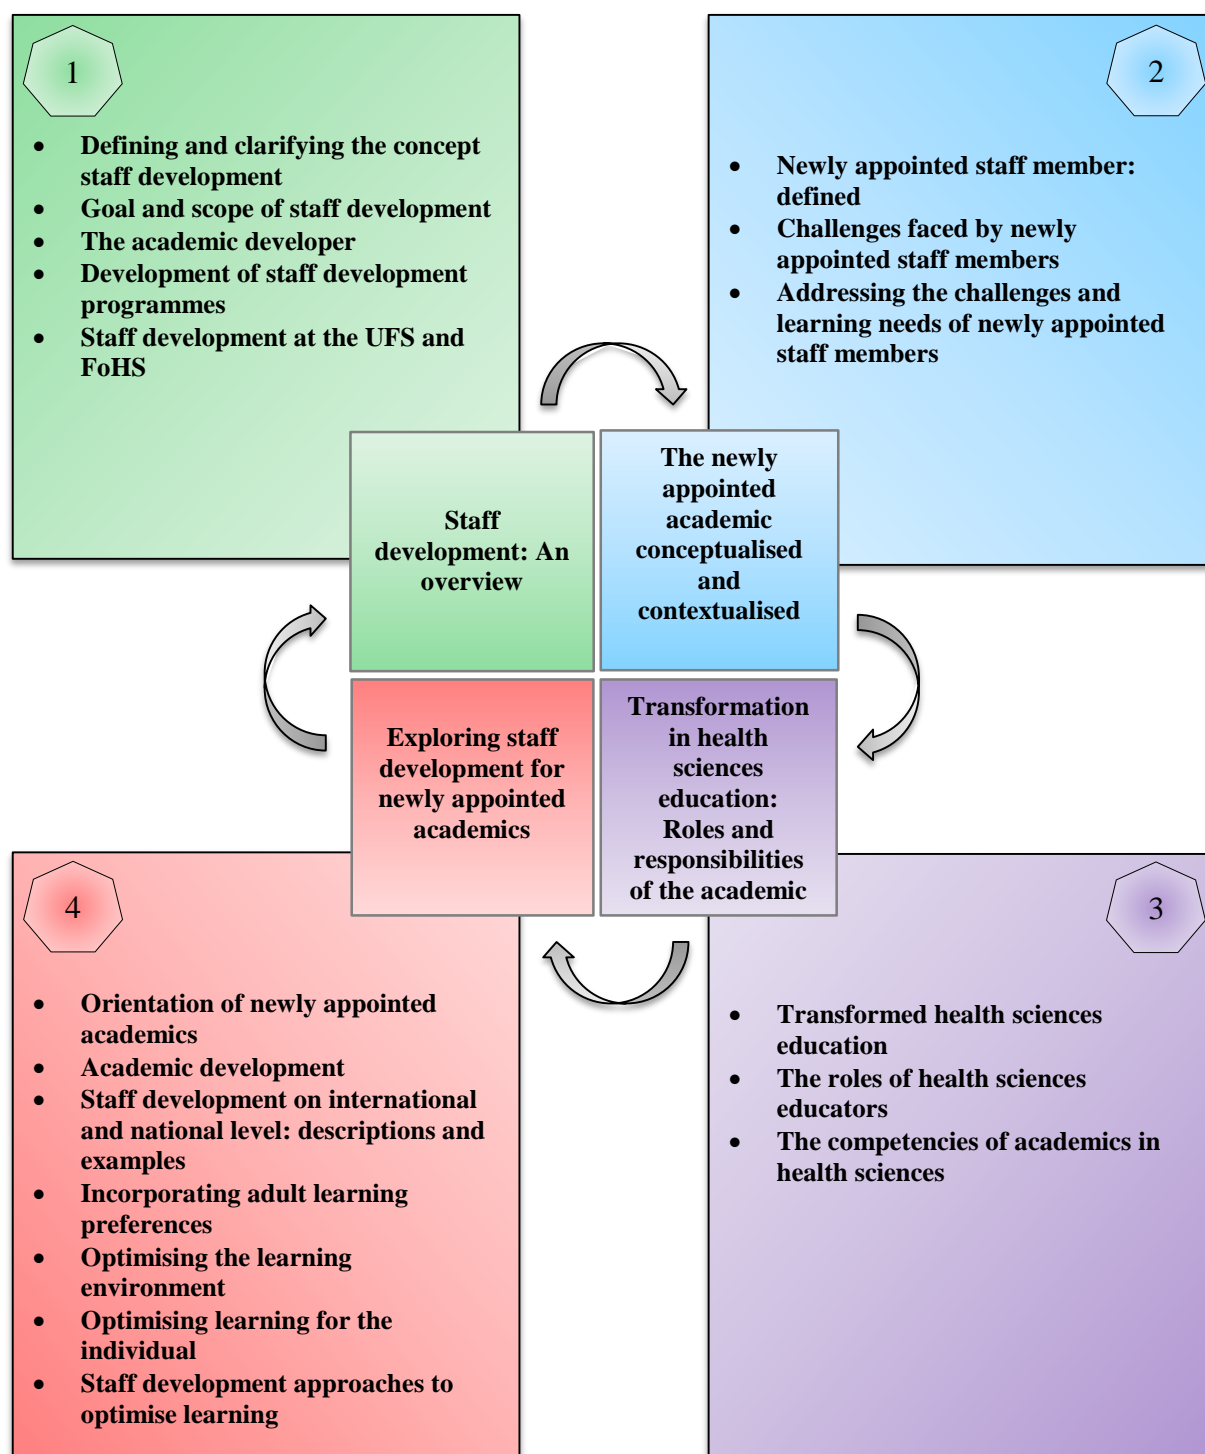 1
• Defining and clarifying the concept
staff development
• Goal and scope of staff development
• The academic developer
• Development of staff development
programmes
• Staff development at the UFS and
FoHS
2
• Newly appointed staff member:
defined
• Challenges faced by newly
appointed staff members
• Addressing the challenges and
learning needs of newly appointed
staff members
Staff
development: An
overview
The newly
appointed
academic
conceptualised
and
contextualised
Exploring staff
development for
newly appointed
academics
Transformation
in health
sciences
education:
Roles and
responsibilities
of the academic
4
• Orientation of newly appointed
academics
• Academic development
• Staff development on international
and national level: descriptions and
examples
• Incorporating adult learning
preferences
• Optimising the learning
environment
• Optimising learning for the
individual
• Staff development approaches to
optimise learning
3
• Transformed health sciences
education
• The roles of health sciences
educators
• The competencies of academics in
health sciences